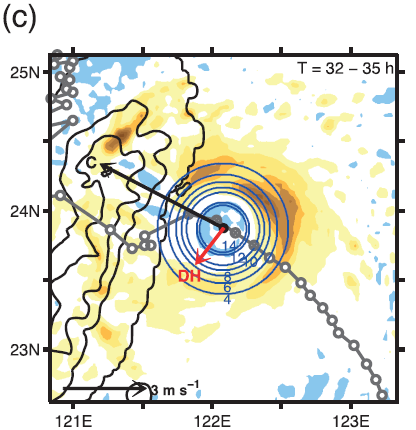 (c)
T = 32 – 35 h
25N
C
24N
14
12
10
DH
8
6
4
23N
3 m s⁻¹
121E 122E 123E